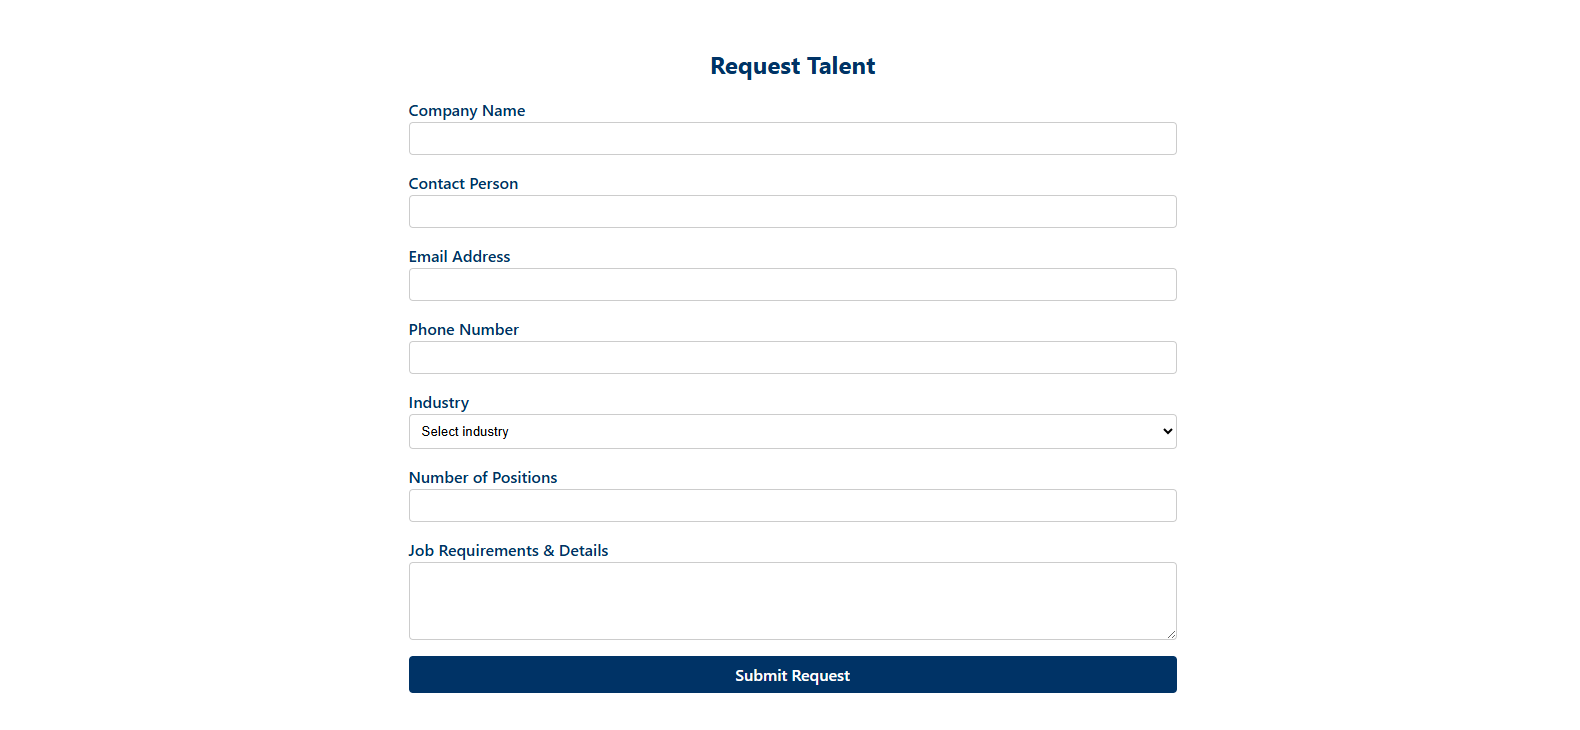 Request Talent
Company Name
Contact Person
Email Address
Phone Number
Industry
Select industry
Number of Positions
Job Requirements & Details
Submit Request